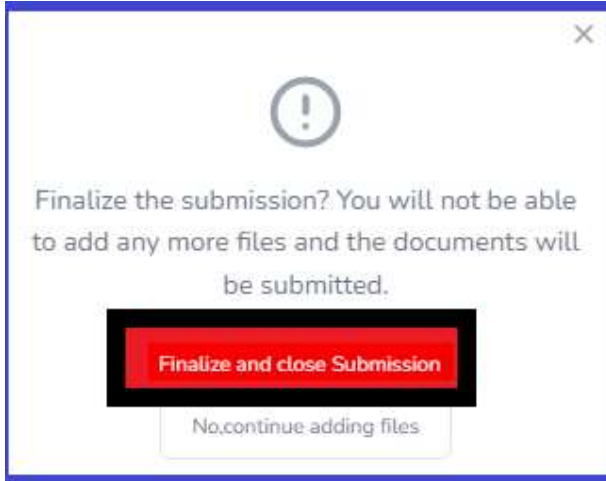 Finalize the submission? You will not be able
to add any more files and the documents will
be submitted.
Finalize and close Submission
No,continue adding files